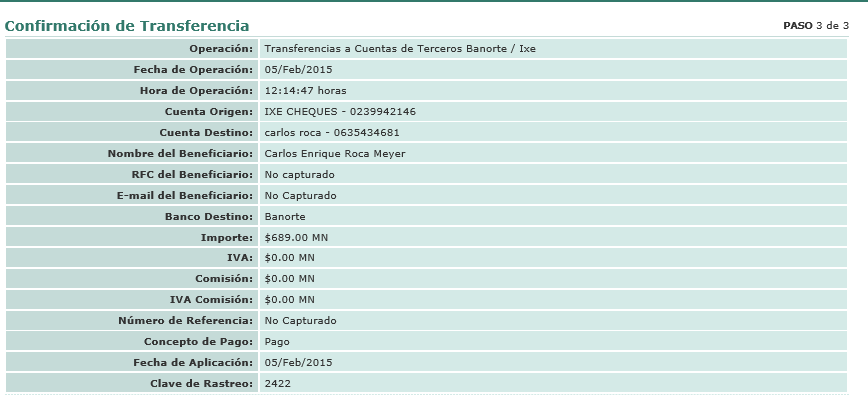 Confirmación de Transferencia PASO 3 de 3
Operación: Transferencias a Cuentas de Terceros Banorte / Ixe
Fecha de Operación: 05/Feb/2015
Hora de Operación: 12:14:47 horas
Cuenta Origen: IXE CHEQUES - 0239942146
Cuenta Destino: carlos roca - 0635434681
Nombre del Beneficiario: Carlos Enrique Roca Meyer
RFC del Beneficiario: No capturado
E-mail del Beneficiario: No Capturado
Banco Destino: Banorte
Importe: $689.00 MN
IVA: $0.00 MN
Comisión: $0.00 MN
IVA Comisión: $0.00 MN
Número de Referencia: No Capturado
Concepto de Pago: Pago
Fecha de Aplicación: 05/Feb/2015
Clave de Rastreo: 2422